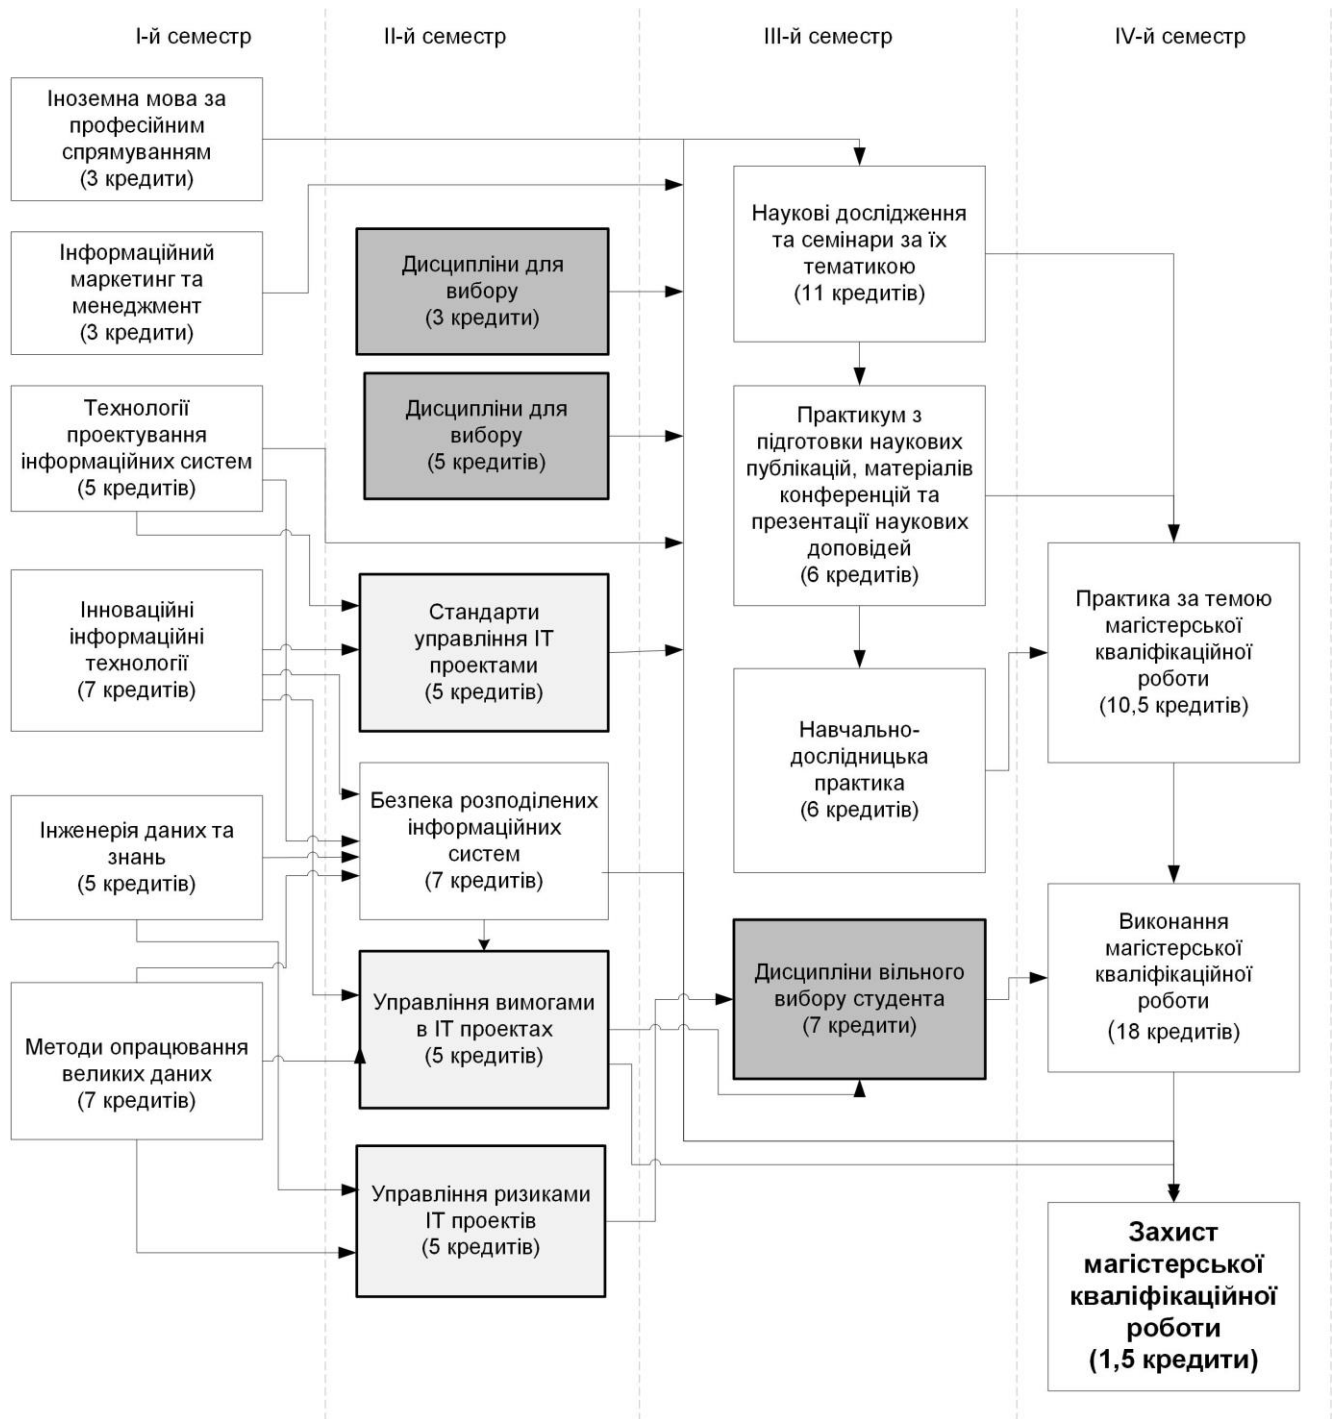 І-й семестр
ІІ-й семестр
ІІІ-й семестр
IV-й семестр
Іноземна мова за
професійним
спрямуванням
(3 кредити)
Інформаційний
маркетинг та
менеджмент
(3 кредити)
Технології
проектування
інформаційних систем
(5 кредитів)
Інноваційні
інформаційні
технології
(7 кредитів)
Інженерія даних та
знань
(5 кредитів)
Методи опрацювання
великих даних
(7 кредитів)
Дисципліни для
вибору
(3 кредити)
Дисципліни для
вибору
(5 кредитів)
Стандарти
управління ІТ
проектами
(5 кредитів)
Безпека розподілених
інформаційних
систем
(7 кредитів)
Управління вимогами
в ІТ проектах
(5 кредитів)
Управління ризиками
ІТ проектів
(5 кредитів)
Наукові дослідження
та семінари за їх
тематикою
(11 кредитів)
Практикум з
підготовки наукових
публікацій, матеріалів
конференцій та
презентації наукових
доповідей
(6 кредитів)
Навчально-
дослідницька
практика
(6 кредитів)
Дисципліни вільного
вибору студента
(7 кредити)
Практика за темою
магістерської
кваліфікаційної
роботи
(10,5 кредитів)
Виконання
магістерської
кваліфікаційної
роботи
(18 кредитів)
Захист
магістерської
кваліфікаційної
роботи
(1,5 кредити)